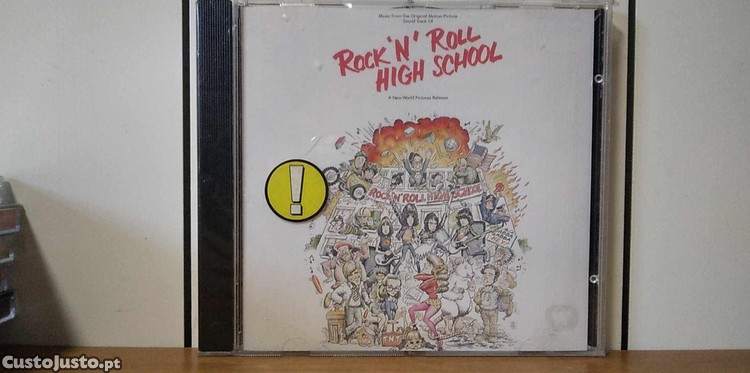 Music From the Original Motion Picture
Sound Track Of
ROCK 'N' ROLL
HIGH SCHOOL
A New World Pictures Release
!
ROCK 'N' ROLL HIGH SCHOOL
T.N.T.
CustoJusto.pt